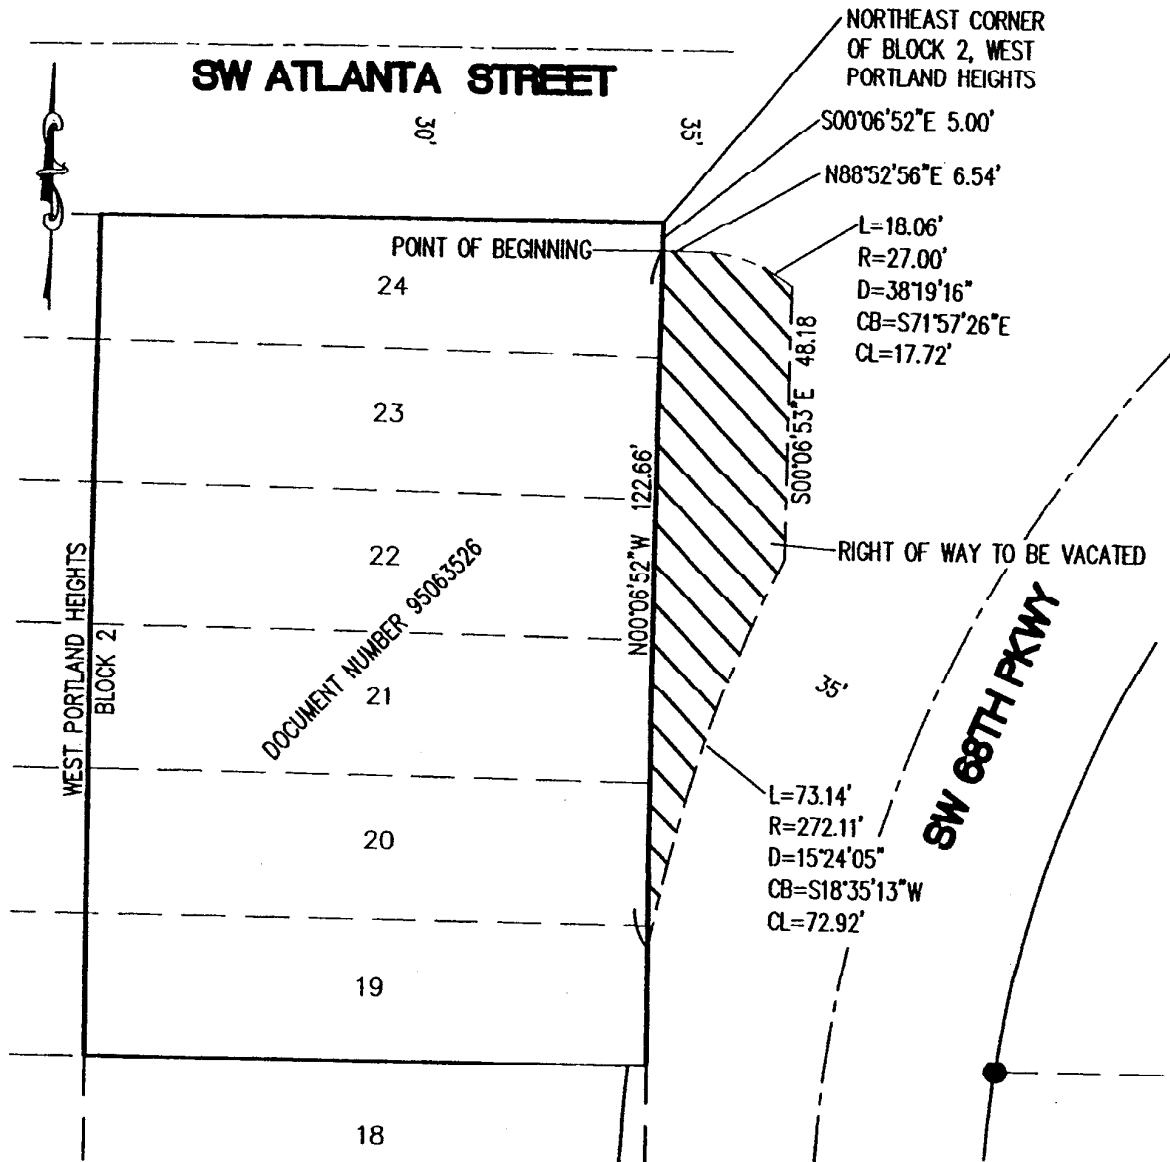 NORTHEAST CORNER
OF BLOCK 2, WEST
PORTLAND HEIGHTS
SW ATLANTA STREET
30'
35'
S00°06'52"E 5.00'
N88°52'56"E 6.54'
POINT OF BEGINNING
L=18.06'
R=27.00'
D=38°19'16"
CB=S71°57'26"E
CL=17.72'
24
23
22
21
20
19
18
S00°06'53"E 48.18
N00°06'52"W 122.66'
RIGHT OF WAY TO BE VACATED
WEST PORTLAND HEIGHTS
BLOCK 2
DOCUMENT NUMBER 95063526
35'
SW 68TH PKWY
L=73.14'
R=272.11'
D=15°24'05"
CB=S18°35'13"W
CL=72.92'